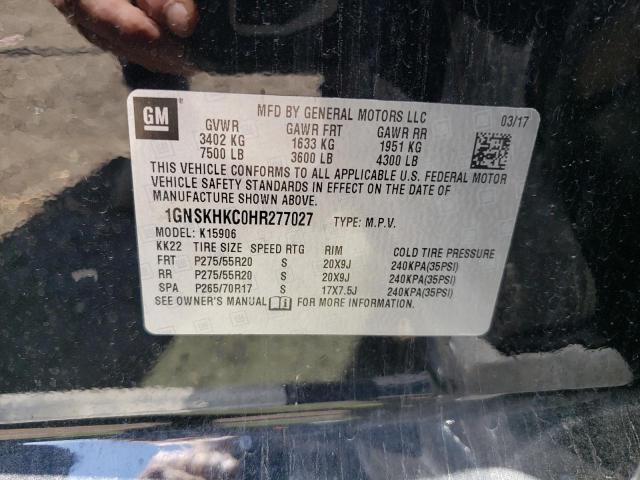 GM
MFD BY GENERAL MOTORS LLC
03/17
GVWR GAWR FRT GAWR RR
3402 KG 1633 KG 1951 KG
7500 LB 3600 LB 4300 LB
THIS VEHICLE CONFORMS TO ALL APPLICABLE U.S. FEDERAL MOTOR
VEHICLE SAFETY STANDARDS IN EFFECT ON THE DATE OF
MANUFACTURE SHOWN ABOVE.
1GNSKHKC0HR277027 TYPE: M.P.V.
MODEL: K15906
KK22 TIRE SIZE SPEED RTG RIM COLD TIRE PRESSURE
FRT P275/55R20 S 20X9J 240KPA(35PSI)
RR P275/55R20 S 20X9J 240KPA(35PSI)
SPA P265/70R17 S 17X7.5J 240KPA(35PSI)
SEE OWNER'S MANUAL FOR MORE INFORMATION.